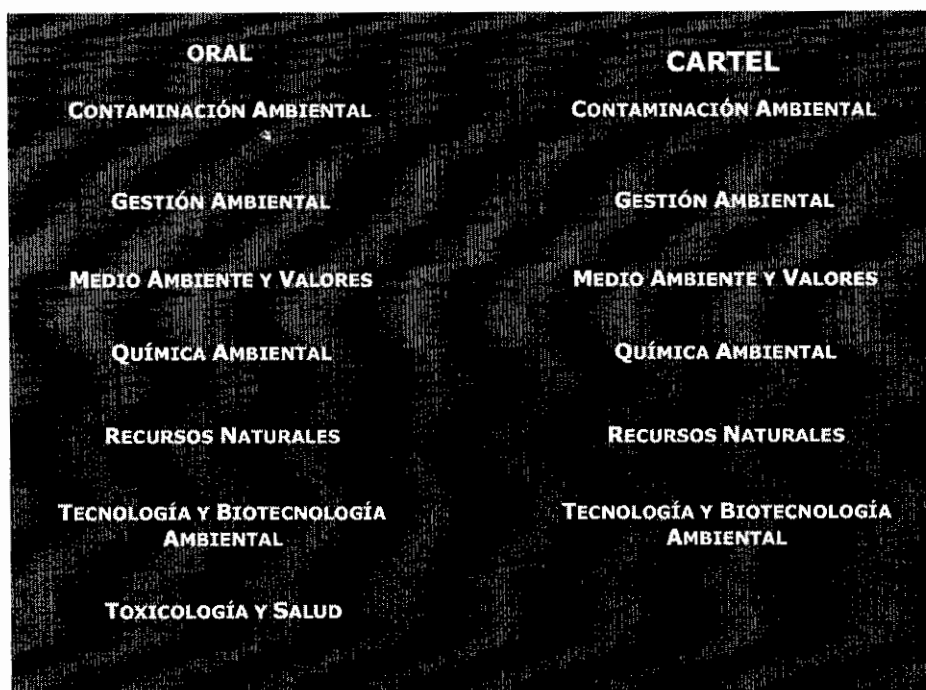 ORAL
CONTAMINACIÓN AMBIENTAL
GESTIÓN AMBIENTAL
MEDIO AMBIENTE Y VALORES
QUÍMICA AMBIENTAL
RECURSOS NATURALES
TECNOLOGÍA Y BIOTECNOLOGÍA
AMBIENTAL
TOXICOLOGÍA Y SALUD
CARTEL
CONTAMINACIÓN AMBIENTAL
GESTIÓN AMBIENTAL
MEDIO AMBIENTE Y VALORES
QUÍMICA AMBIENTAL
RECURSOS NATURALES
TECNOLOGÍA Y BIOTECNOLOGÍA
AMBIENTAL